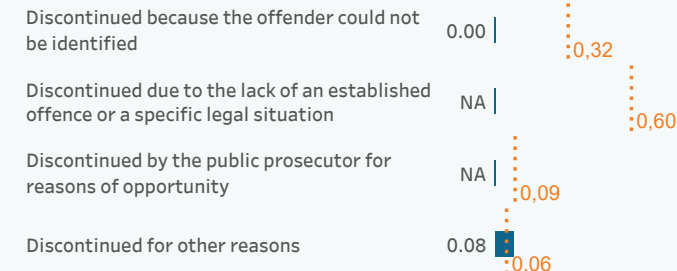 Discontinued because the offender could not
be identified
0.00
0,32
Discontinued due to the lack of an established
offence or a specific legal situation
NA
0,60
Discontinued by the public prosecutor for
reasons of opportunity
NA
0,09
Discontinued for other reasons
0.08
0.06